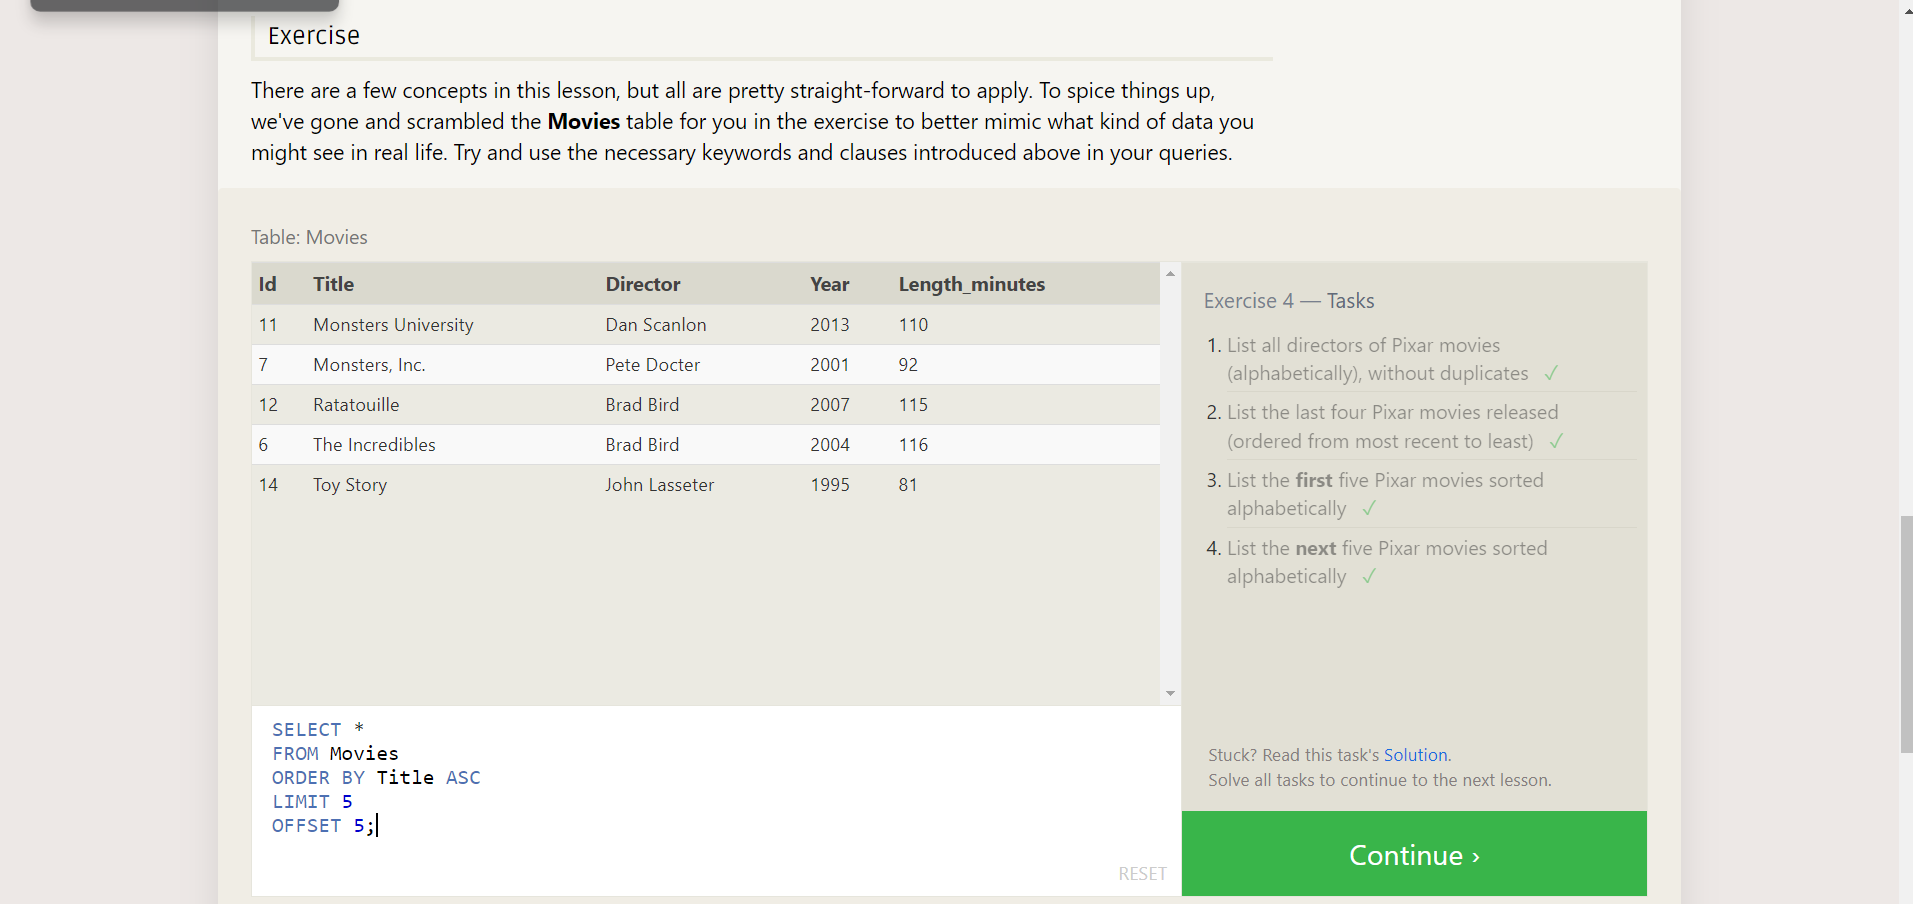 Exercise
There are a few concepts in this lesson, but all are pretty straight-forward to apply. To spice things up,
we've gone and scrambled the Movies table for you in the exercise to better mimic what kind of data you
might see in real life. Try and use the necessary keywords and clauses introduced above in your queries.
Table: Movies
Id Title Director Year Length_minutes
11 Monsters University Dan Scanlon 2013 110
7 Monsters, Inc. Pete Docter 2001 92
12 Ratatouille Brad Bird 2007 115
6 The Incredibles Brad Bird 2004 116
14 Toy Story John Lasseter 1995 81
SELECT *
FROM Movies
ORDER BY Title ASC
LIMIT 5
OFFSET 5;
RESET
Exercise 4 — Tasks
1. List all directors of Pixar movies
(alphabetically), without duplicates ✓
2. List the last four Pixar movies released
(ordered from most recent to least) ✓
3. List the first five Pixar movies sorted
alphabetically ✓
4. List the next five Pixar movies sorted
alphabetically ✓
Stuck? Read this task's Solution.
Solve all tasks to continue to the next lesson.
Continue ›